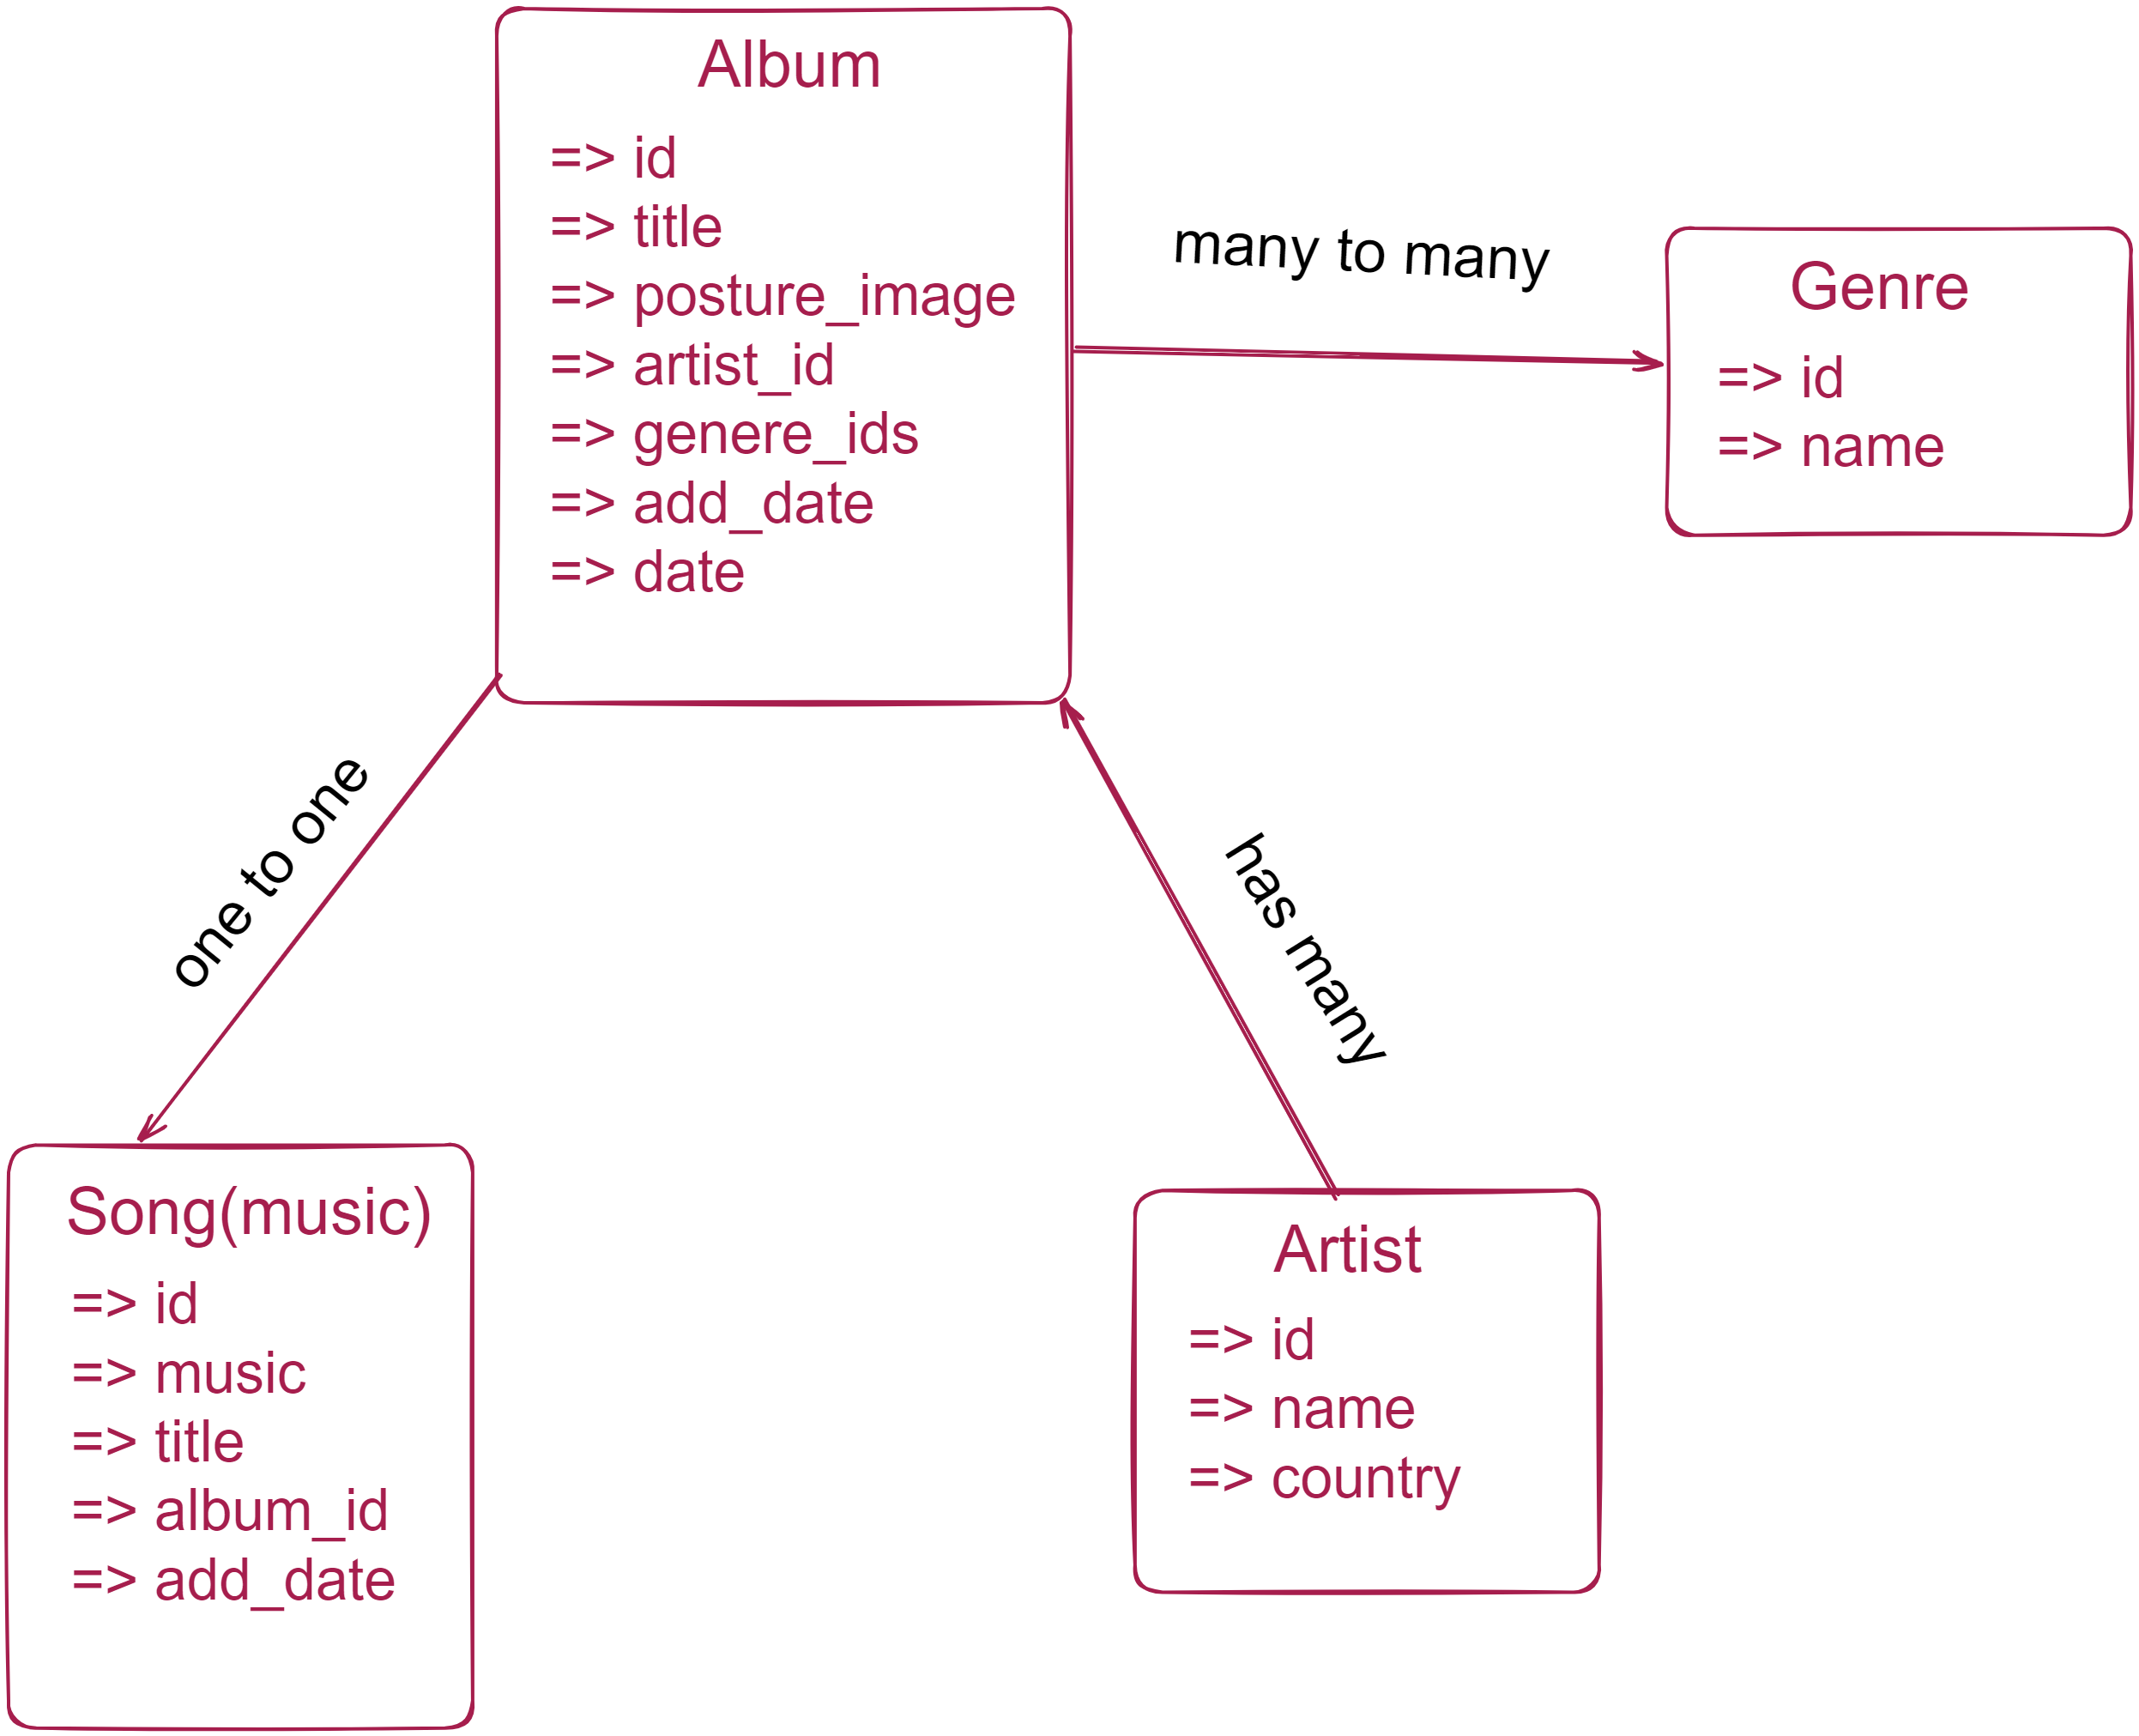 Album
=> id
=> title
=> posture_image
=> artist_id
=> genere_ids
=> add_date
=> date
many to many
Genre
=> id
=> name
one to one
has many
Song(music)
=> id
=> music
=> title
=> album_id
=> add_date
Artist
=> id
=> name
=> country